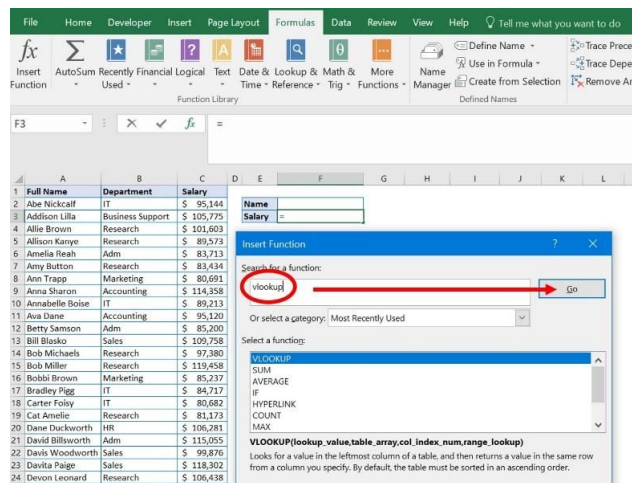 File Home Developer Insert Page Layout Formulas Data Review View Help Tell me what you want to do
fx Σ ? A θ
Insert Function AutoSum Recently Used Financial Logical Text Date & Time Lookup & Reference Math & Trig More Functions Name Manager
Define Name
Use in Formula
Create from Selection
Trace Prece
Trace Depe
Remove Ar
Function Library Defined Names
F3 fx =
A B C D E F G H I J K L
1 Full Name Department Salary
2 Abe Nickcalf IT $ 95,144 Name
3 Addison Lilla Business Support $ 105,775 Salary =
4 Allie Brown Research $ 101,603
5 Allison Kanye Research $ 89,573
6 Amelia Reah Adm $ 83,713
7 Amy Button Research $ 83,434
8 Ann Trapp Marketing $ 80,691
9 Anna Sharon Accounting $ 114,358
10 Annabelle Boise IT $ 89,213
11 Ava Dane Accounting $ 95,120
12 Betty Samson Adm $ 85,200
13 Bill Blasko Sales $ 109,758
14 Bob Michaels Research $ 97,380
15 Bob Miller Research $ 119,458
16 Bobbi Brown Marketing $ 85,237
17 Bradley Pigg IT $ 84,717
18 Carter Foisy IT $ 80,682
19 Cat Amelie Research $ 81,173
20 Dane Duckworth HR $ 106,281
21 David Billsworth Adm $ 115,055
22 Davis Woodworth Sales $ 99,876
23 Davita Paige Sales $ 118,302
24 Devon Leonard Research $ 106,438
Insert Function ? ×
Search for a function:
vlookup Go
Or select a category: Most Recently Used
Select a function:
VLOOKUP
SUM
AVERAGE
IF
HYPERLINK
COUNT
MAX
VLOOKUP(lookup_value,table_array,col_index_num,range_lookup)
Looks for a value in the leftmost column of a table, and then returns a value in the same row
from a column you specify. By default, the table must be sorted in an ascending order.